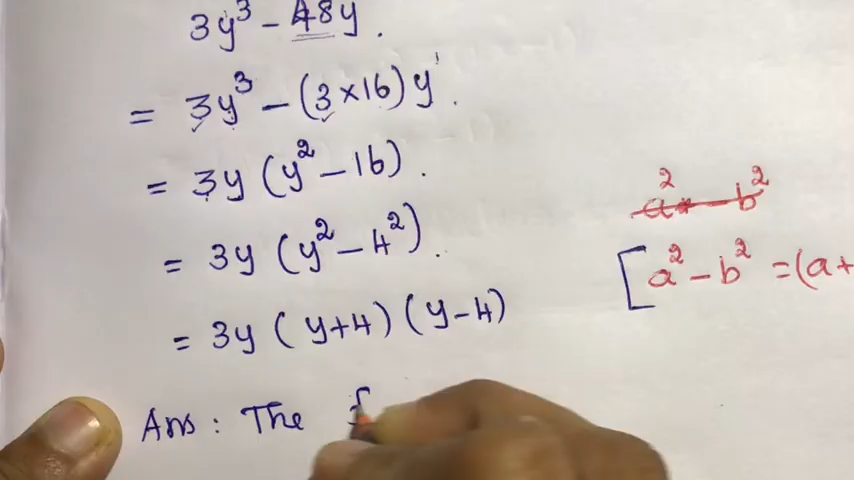 3y³ - 48y.
= 3y³ - (3×16)y¹.
= 3y (y² - 16).
= 3y (y² - 4²).
= 3y (y+4) (y-4)
a² - b²
[a² - b² = (a+
Ans : The f